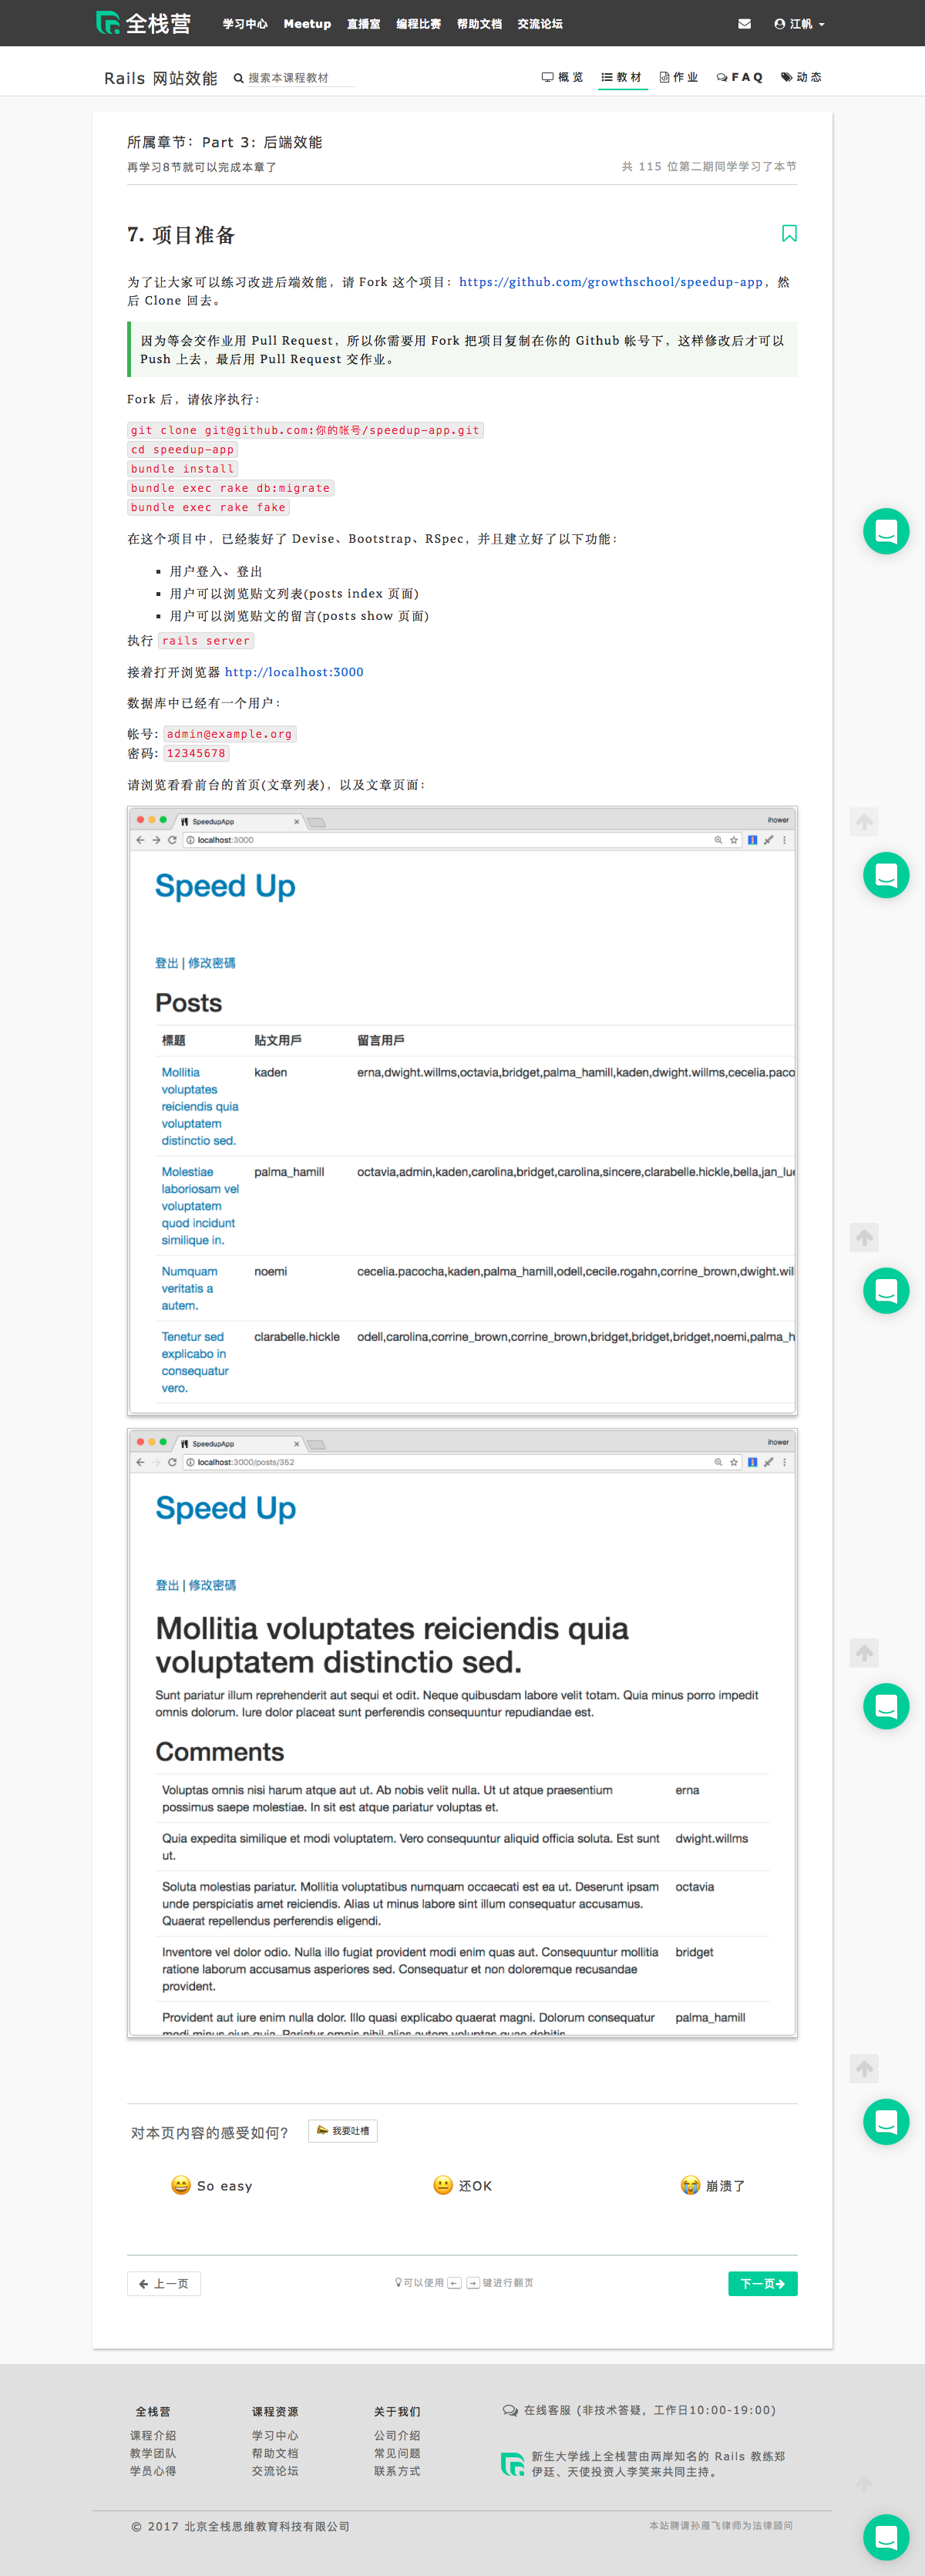 全栈营
学习中心 Meetup 直播室 编程比赛 帮助文档 交流论坛 江帆
Rails 网站效能 搜索本课程教材 概览 教材 作业 FAQ 动态
所属章节：Part 3: 后端效能
再学习8节就可以完成本章了 共 115 位第二期同学学习了本节
7. 项目准备
为了让大家可以练习改进后端效能，请 Fork 这个项目：https://github.com/growthschool/speedup-app，然
后 Clone 回去。
因为等会交作业用 Pull Request，所以你需要用 Fork 把项目复制在你的 Github 帐号下，这样修改后才可以
Push 上去，最后用 Pull Request 交作业。
Fork 后，请依序执行：
git clone git@github.com:你的帐号/speedup-app.git
cd speedup-app
bundle install
bundle exec rake db:migrate
bundle exec rake fake
在这个项目中，已经装好了 Devise、Bootstrap、RSpec，并且建立好了以下功能：
▪ 用户登入、登出
▪ 用户可以浏览贴文列表(posts index 页面)
▪ 用户可以浏览贴文的留言(posts show 页面)
执行 rails server
接着打开浏览器 http://localhost:3000
数据库中已经有一个用户：
帐号: admin@example.org
密码: 12345678
请浏览看看前台的首页(文章列表)，以及文章页面：
SpeedupApp ihower
localhost:3000
Speed Up
登出 | 修改密碼
Posts
標題 貼文用戶 留言用戶
Mollitia kaden erna,dwight.willms,octavia,bridget,palma_hamill,kaden,dwight.willms,cecelia.paco
voluptates
reiciendis quia
voluptatem
distinctio sed.
Molestiae palma_hamill octavia,admin,kaden,carolina,bridget,carolina,sincere,clarabelle.hickle,bella,jan_lue
laboriosam vel
voluptatem
quod incidunt
similique in.
Numquam noemi cecelia.pacocha,kaden,palma_hamill,odell,cecile.rogahn,corrine_brown,dwight.will
veritatis a
autem.
Tenetur sed clarabelle.hickle odell,carolina,corrine_brown,corrine_brown,bridget,bridget,bridget,noemi,palma_h
explicabo in
consequatur
vero.
SpeedupApp ihower
localhost:3000/posts/352
Speed Up
登出 | 修改密碼
Mollitia voluptates reiciendis quia
voluptatem distinctio sed.
Sunt pariatur illum reprehenderit aut sequi et odit. Neque quibusdam labore velit totam. Quia minus porro impedit
omnis dolorum. Iure dolor placeat sunt perferendis consequuntur repudiandae est.
Comments
Voluptas omnis nisi harum atque aut ut. Ab nobis velit nulla. Ut ut atque praesentium erna
possimus saepe molestiae. In sit est atque pariatur voluptas et.
Quia expedita similique et modi voluptatem. Vero consequuntur aliquid officia soluta. Est sunt dwight.willms
ut.
Soluta molestias pariatur. Mollitia voluptatibus numquam occaecati est ea ut. Deserunt ipsam octavia
unde perspiciatis amet reiciendis. Alias ut minus labore sint illum consequatur accusamus.
Quaerat repellendus perferendis eligendi.
Inventore vel dolor odio. Nulla illo fugiat provident modi enim quas aut. Consequuntur mollitia bridget
ratione laborum accusamus asperiores sed. Consequatur et non doloremque recusandae
provident.
Provident aut iure enim nulla dolor. Illo quasi explicabo quaerat magni. Dolorum consequatur palma_hamill
modi minus eius quia. Pariatur omnis nihil alias autem voluptas quae debitis.
对本页内容的感受如何? 我要吐槽
So easy 还OK 崩溃了
上一页 可以使用 ← → 键进行翻页 下一页
全栈营 课程资源 关于我们 在线客服 (非技术答疑，工作日10:00-19:00)
课程介绍 学习中心 公司介绍
教学团队 帮助文档 常见问题 新生大学线上全栈营由两岸知名的 Rails 教练郑
学员心得 交流论坛 联系方式 伊廷、天使投资人李笑来共同主持。
© 2017 北京全栈思维教育科技有限公司 本站聘请孙雁飞律师为法律顾问